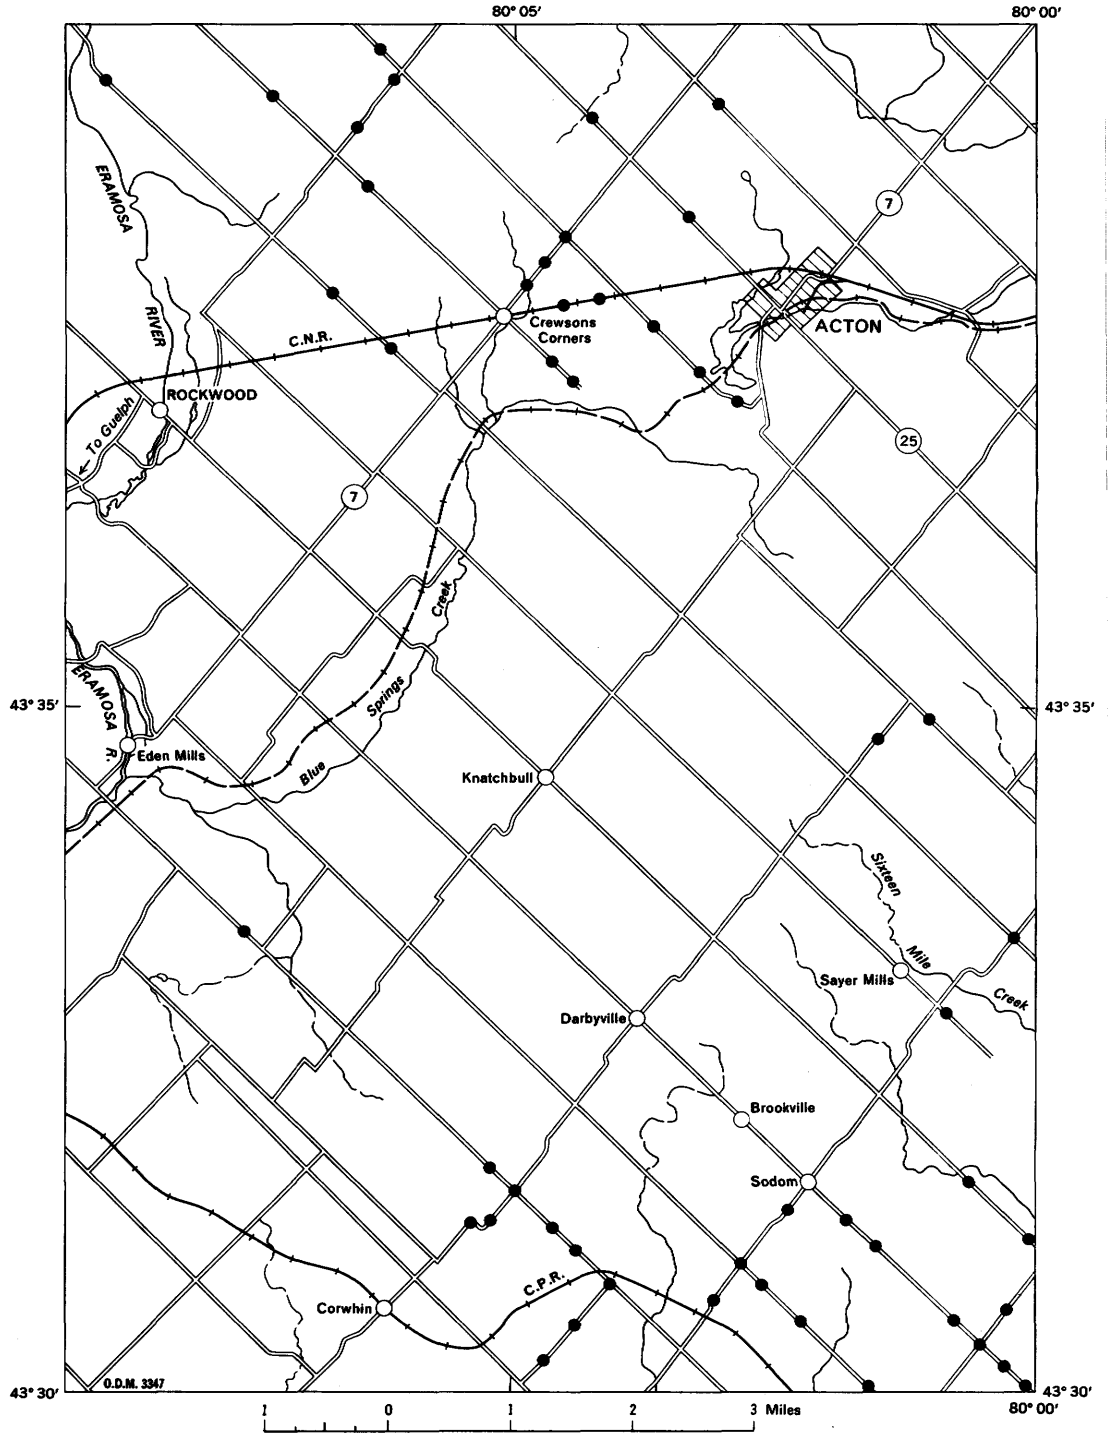 80° 05′
80° 00′
ERAMOSA
RIVER
7
C.N.R.
Crewsons
Corners
ACTON
ROCKWOOD
← To Guelph
25
7
Creek
Springs
Blue
43° 35′
43° 35′
ERAMOSA R.
Eden Mills
Knatchbull
Sixteen
Mile
Creek
Sayer Mills
Darbyville
Brookville
Sodom
C.P.R.
Corwhin
O.D.M. 3347
43° 30′
43° 30′
80° 00′
1 0 1 2 3 Miles